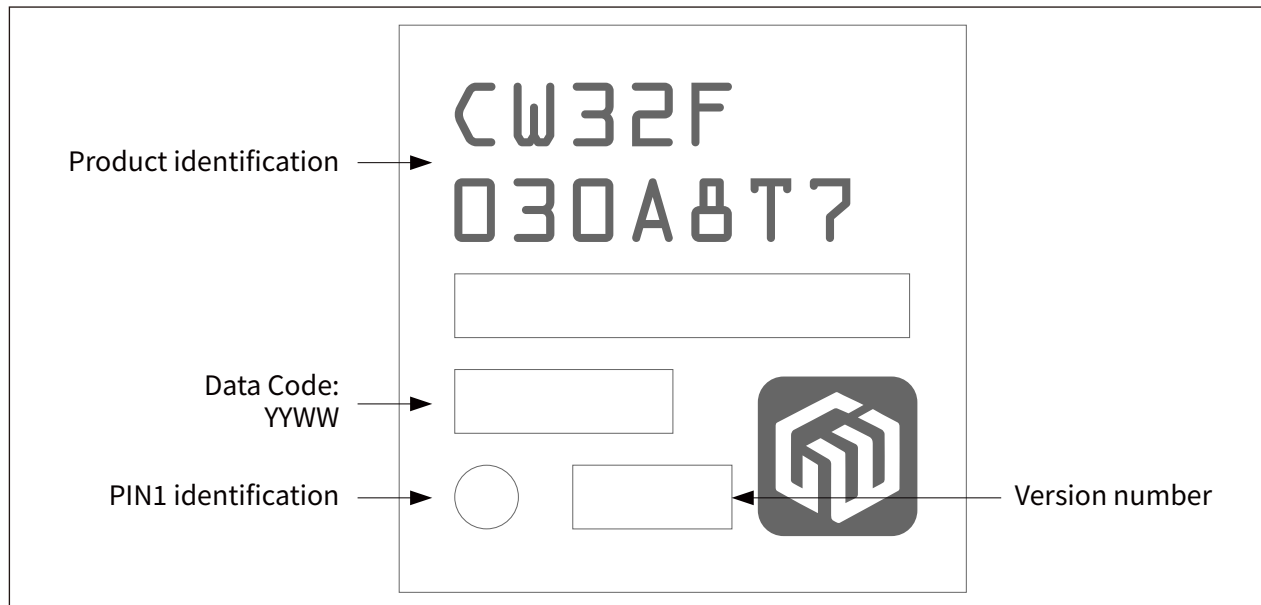 CW32F
Product identification
030A8T7
Data Code:
YYWW
PIN1 identification
Version number